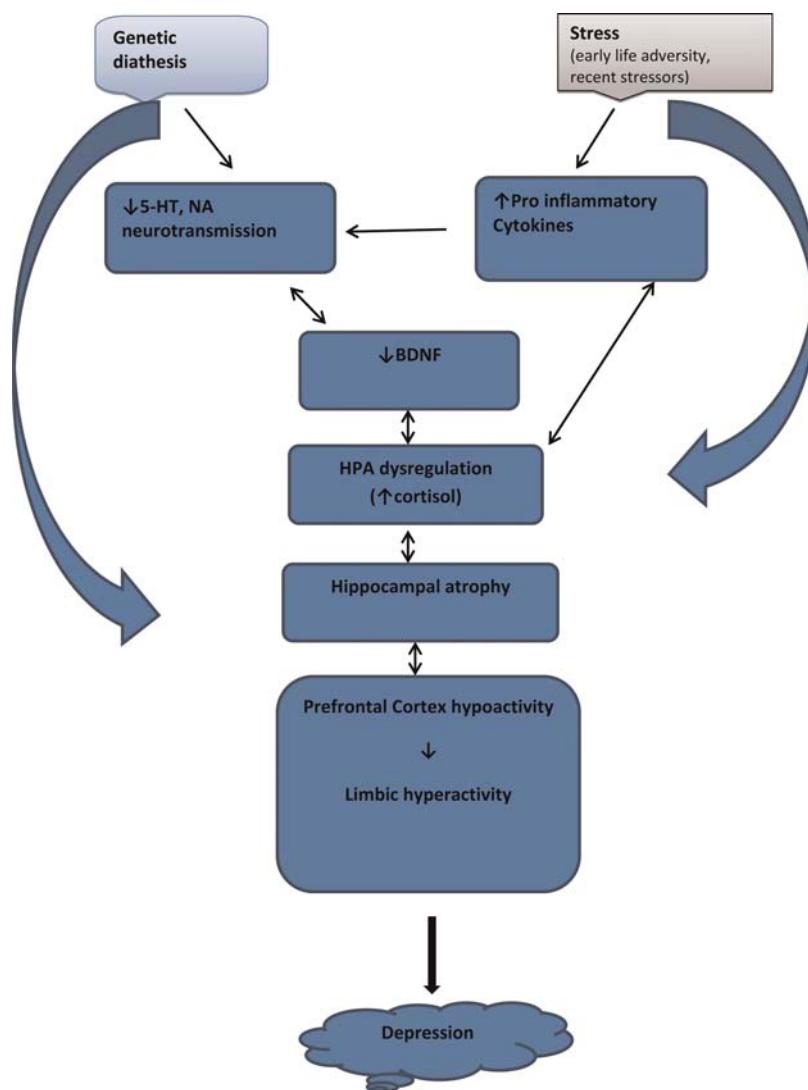 Genetic
diathesis
Stress
(early life adversity,
recent stressors)
↓5-HT, NA
neurotransmission
↑Pro inflammatory
Cytokines
↓BDNF
HPA dysregulation
(↑cortisol)
Hippocampal atrophy
Prefrontal Cortex hypoactivity
↓
Limbic hyperactivity
Depression